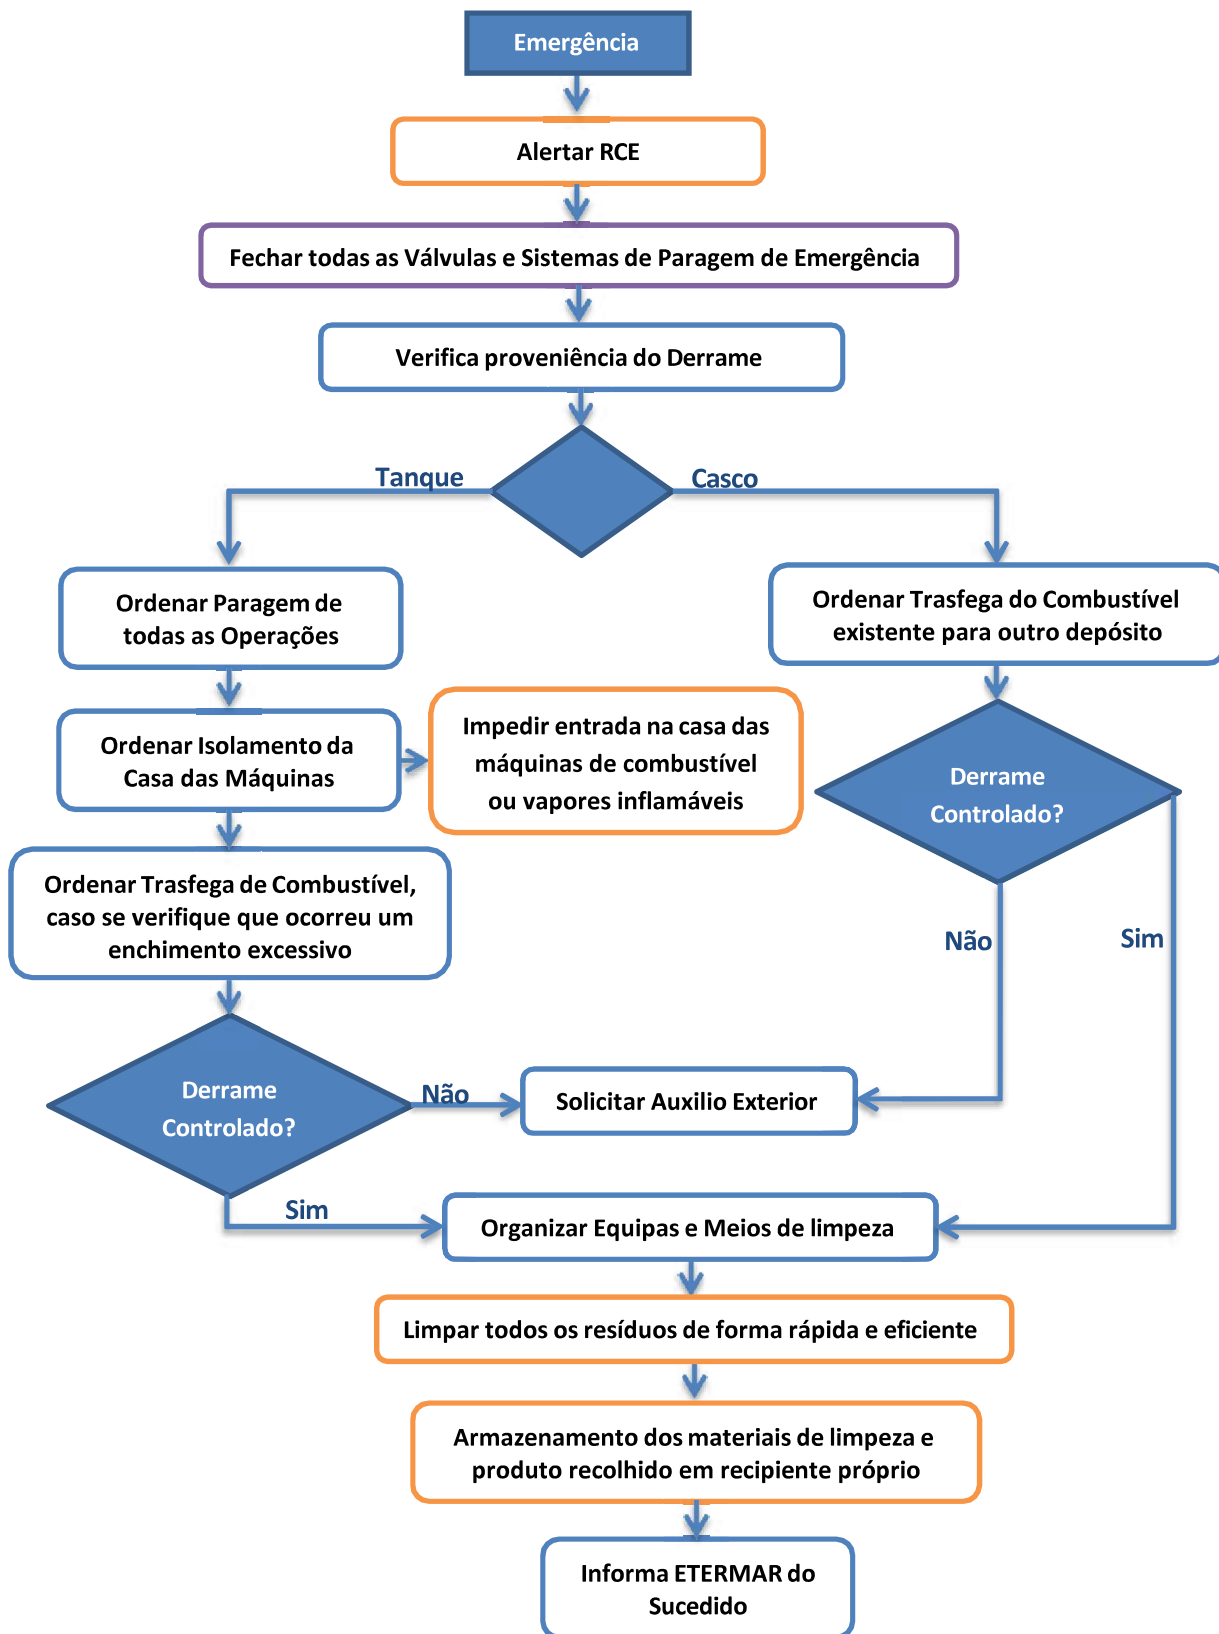 Emergência
Alertar RCE
Fechar todas as Válvulas e Sistemas de Paragem de Emergência
Verifica proveniência do Derrame
Tanque
Casco
Ordenar Paragem de
todas as Operações
Ordenar Trasfega do Combustível
existente para outro depósito
Ordenar Isolamento da
Casa das Máquinas
Impedir entrada na casa das
máquinas de combustível
ou vapores inflamáveis
Derrame
Controlado?
Ordenar Trasfega de Combustível,
caso se verifique que ocorreu um
enchimento excessivo
Não
Sim
Derrame
Controlado?
Não
Solicitar Auxilio Exterior
Sim
Organizar Equipas e Meios de limpeza
Limpar todos os resíduos de forma rápida e eficiente
Armazenamento dos materiais de limpeza e
produto recolhido em recipiente próprio
Informa ETERMAR do
Sucedido